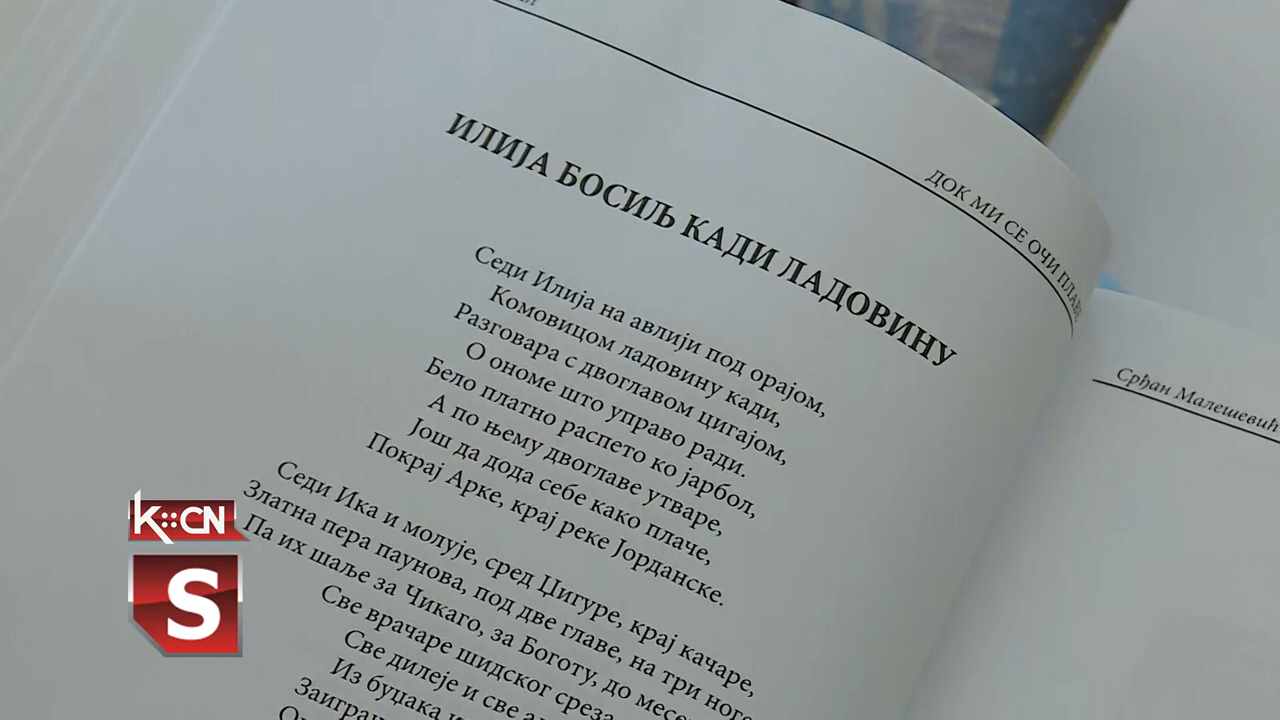 ДОК МИ СЕ ОЧИ ПЛАВЕ
ИЛИЈА БОСИЉ КАДИ ЛАДОВИНУ
Седи Илија на авлији под орајом,
Комовицом ладовину кади,
Разговара с двоглавом цигајом,
О ономе што управо ради.
Бело платно распето ко јарбол,
А по њему двоглаве утваре,
Још да дода себе како плаче,
Покрај Арке, крај реке Јорданске.
Седи Ика и молује, сред Џигуре, крај качаре,
Златна пера паунова, под две главе, на три ноге
Па их шаље за Чикаго, за Боготу, до
Све врачаре шидског среза
Све дилеје и све
Из буџака
Срђан Малешевић
K::CN
S